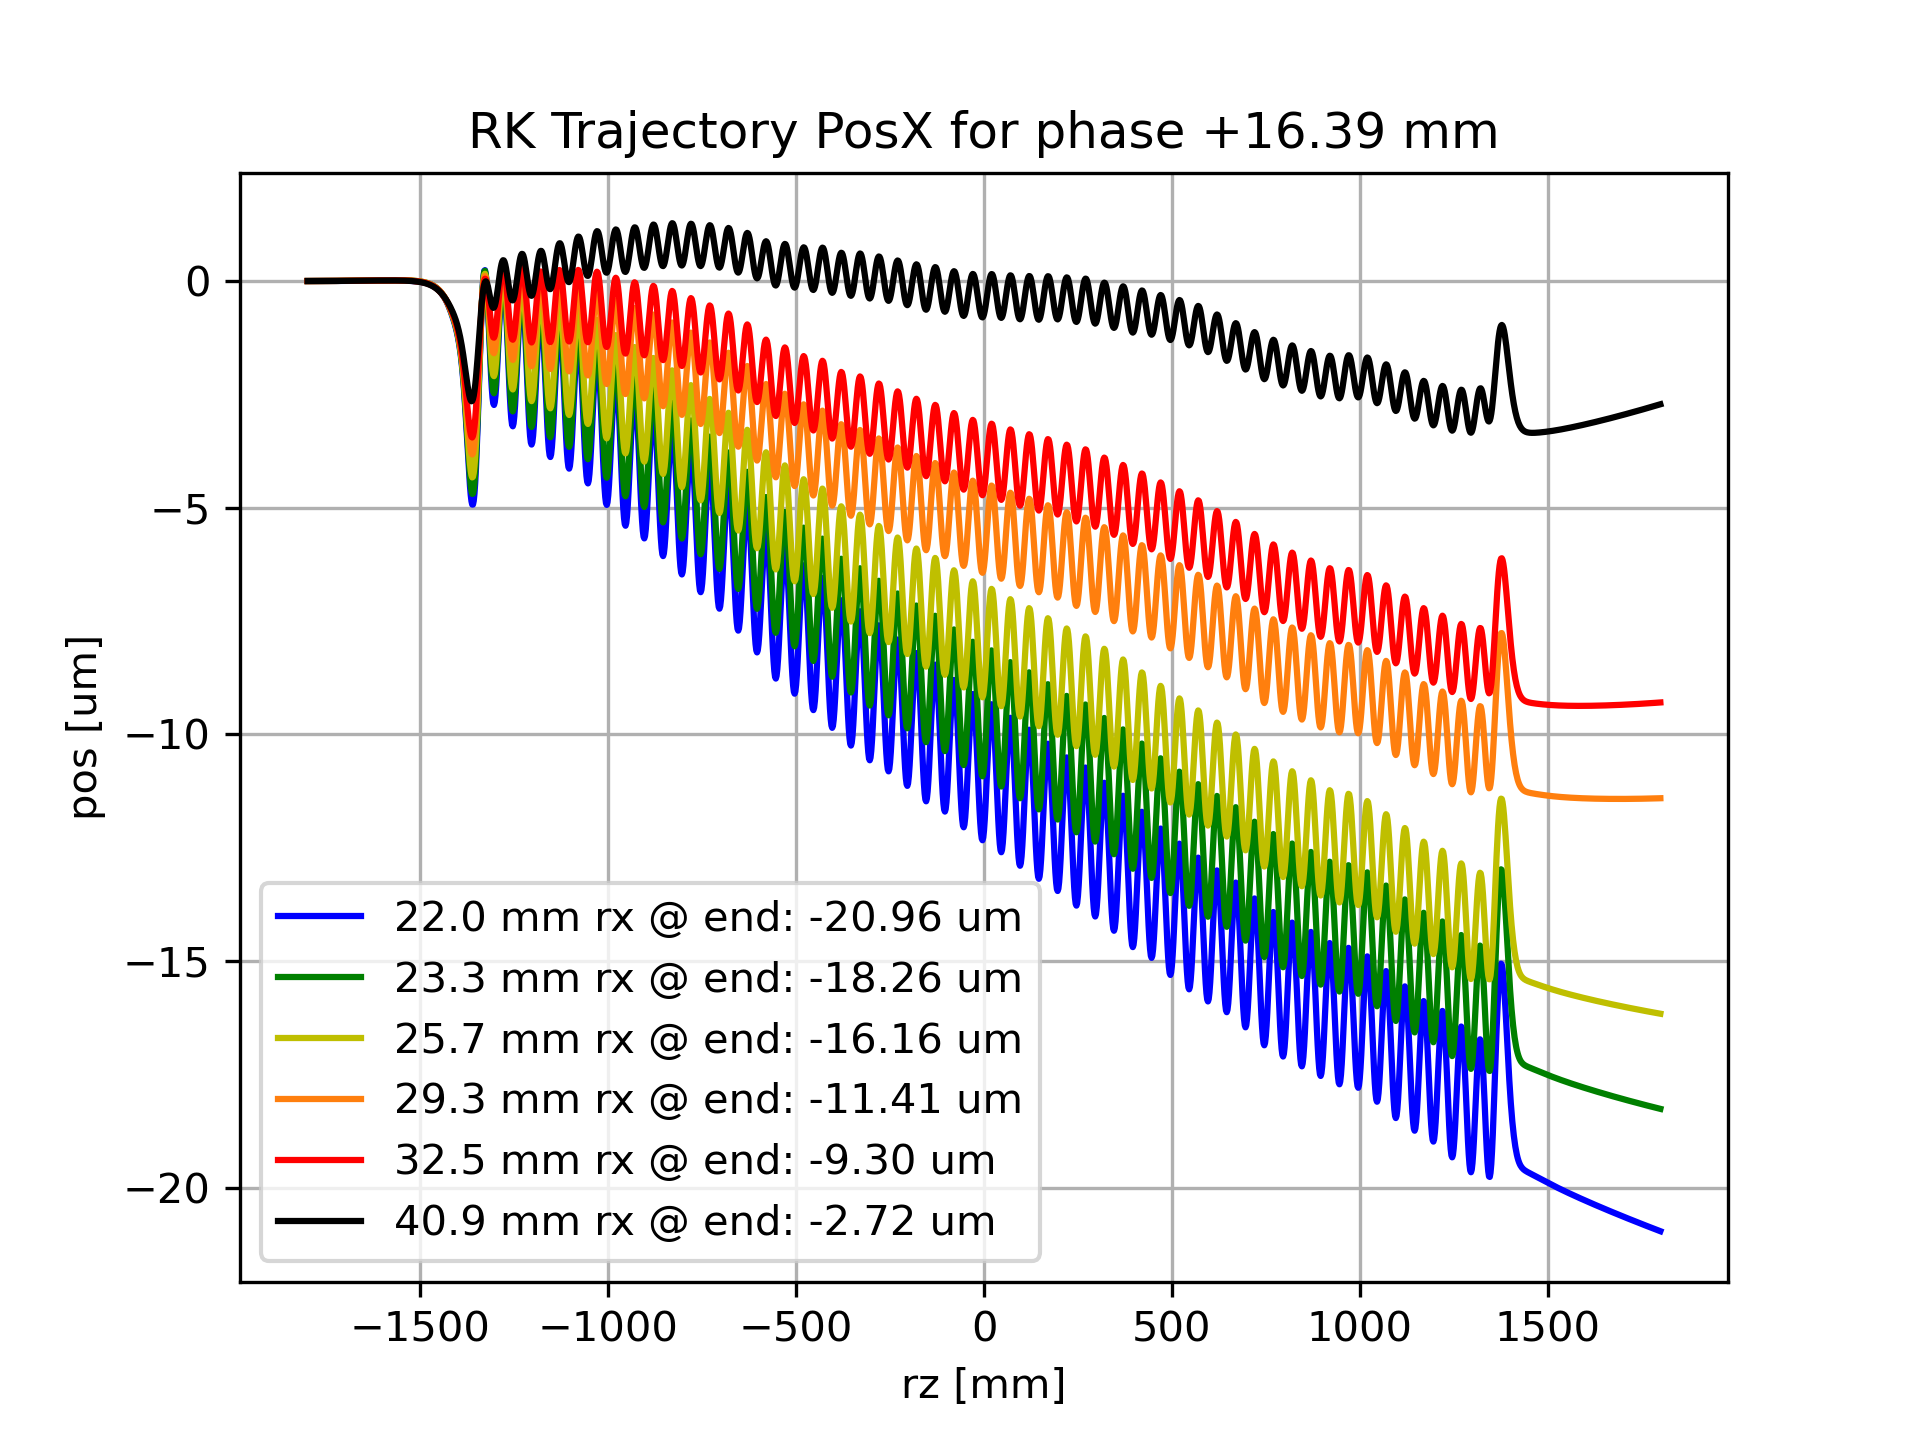 RK Trajectory PosX for phase +16.39 mm
0
−5
−10
−15
−20
pos [um]
22.0 mm rx @ end: -20.96 um
23.3 mm rx @ end: -18.26 um
25.7 mm rx @ end: -16.16 um
29.3 mm rx @ end: -11.41 um
32.5 mm rx @ end: -9.30 um
40.9 mm rx @ end: -2.72 um
−1500 −1000 −500 0 500 1000 1500
rz [mm]